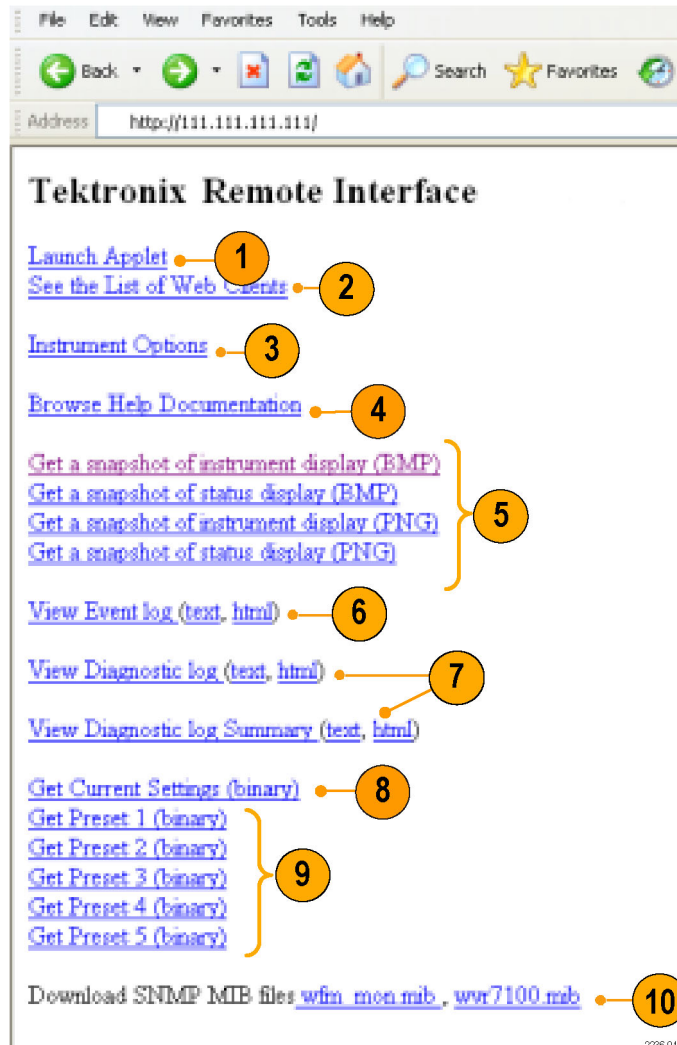 File Edit View Favorites Tools Help
Back Search Favorites
Address http://111.111.111.111/
Tektronix Remote Interface
Launch Applet 1
See the List of Web Clients 2
Instrument Options 3
Browse Help Documentation 4
Get a snapshot of instrument display (BMP)
Get a snapshot of status display (BMP)
Get a snapshot of instrument display (PNG)
Get a snapshot of status display (PNG)
5
View Event log (text, html) 6
View Diagnostic log (text, html)
7
View Diagnostic log Summary (text, html)
Get Current Settings (binary) 8
Get Preset 1 (binary)
Get Preset 2 (binary)
Get Preset 3 (binary)
9
Get Preset 4 (binary)
Get Preset 5 (binary)
Download SNMP MIB files wfm_mon.mib , wvr7100.mib 10